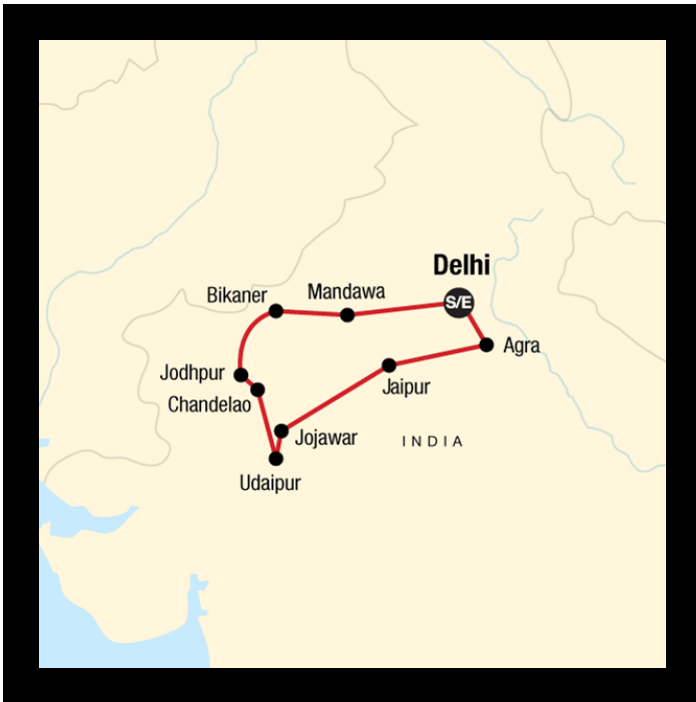 Delhi
S/E
Bikaner
Mandawa
Agra
Jodhpur
Jaipur
Chandelao
Jojawar
INDIA
Udaipur